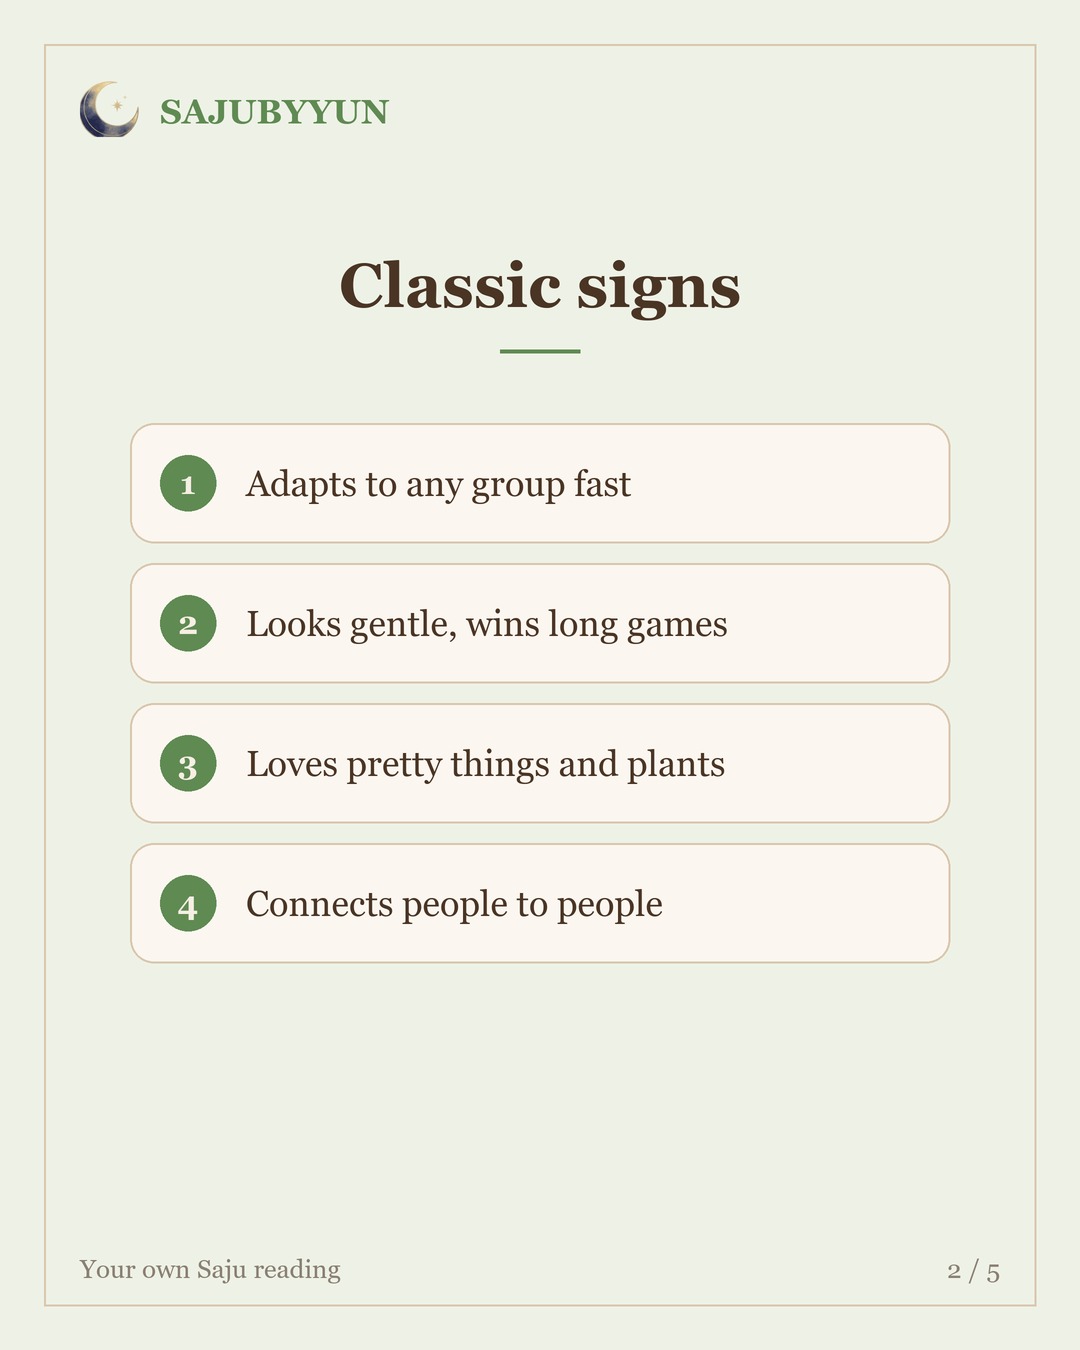 SAJUBYYUN
Classic signs
1 Adapts to any group fast
2 Looks gentle, wins long games
3 Loves pretty things and plants
4 Connects people to people
Your own Saju reading
2 / 5